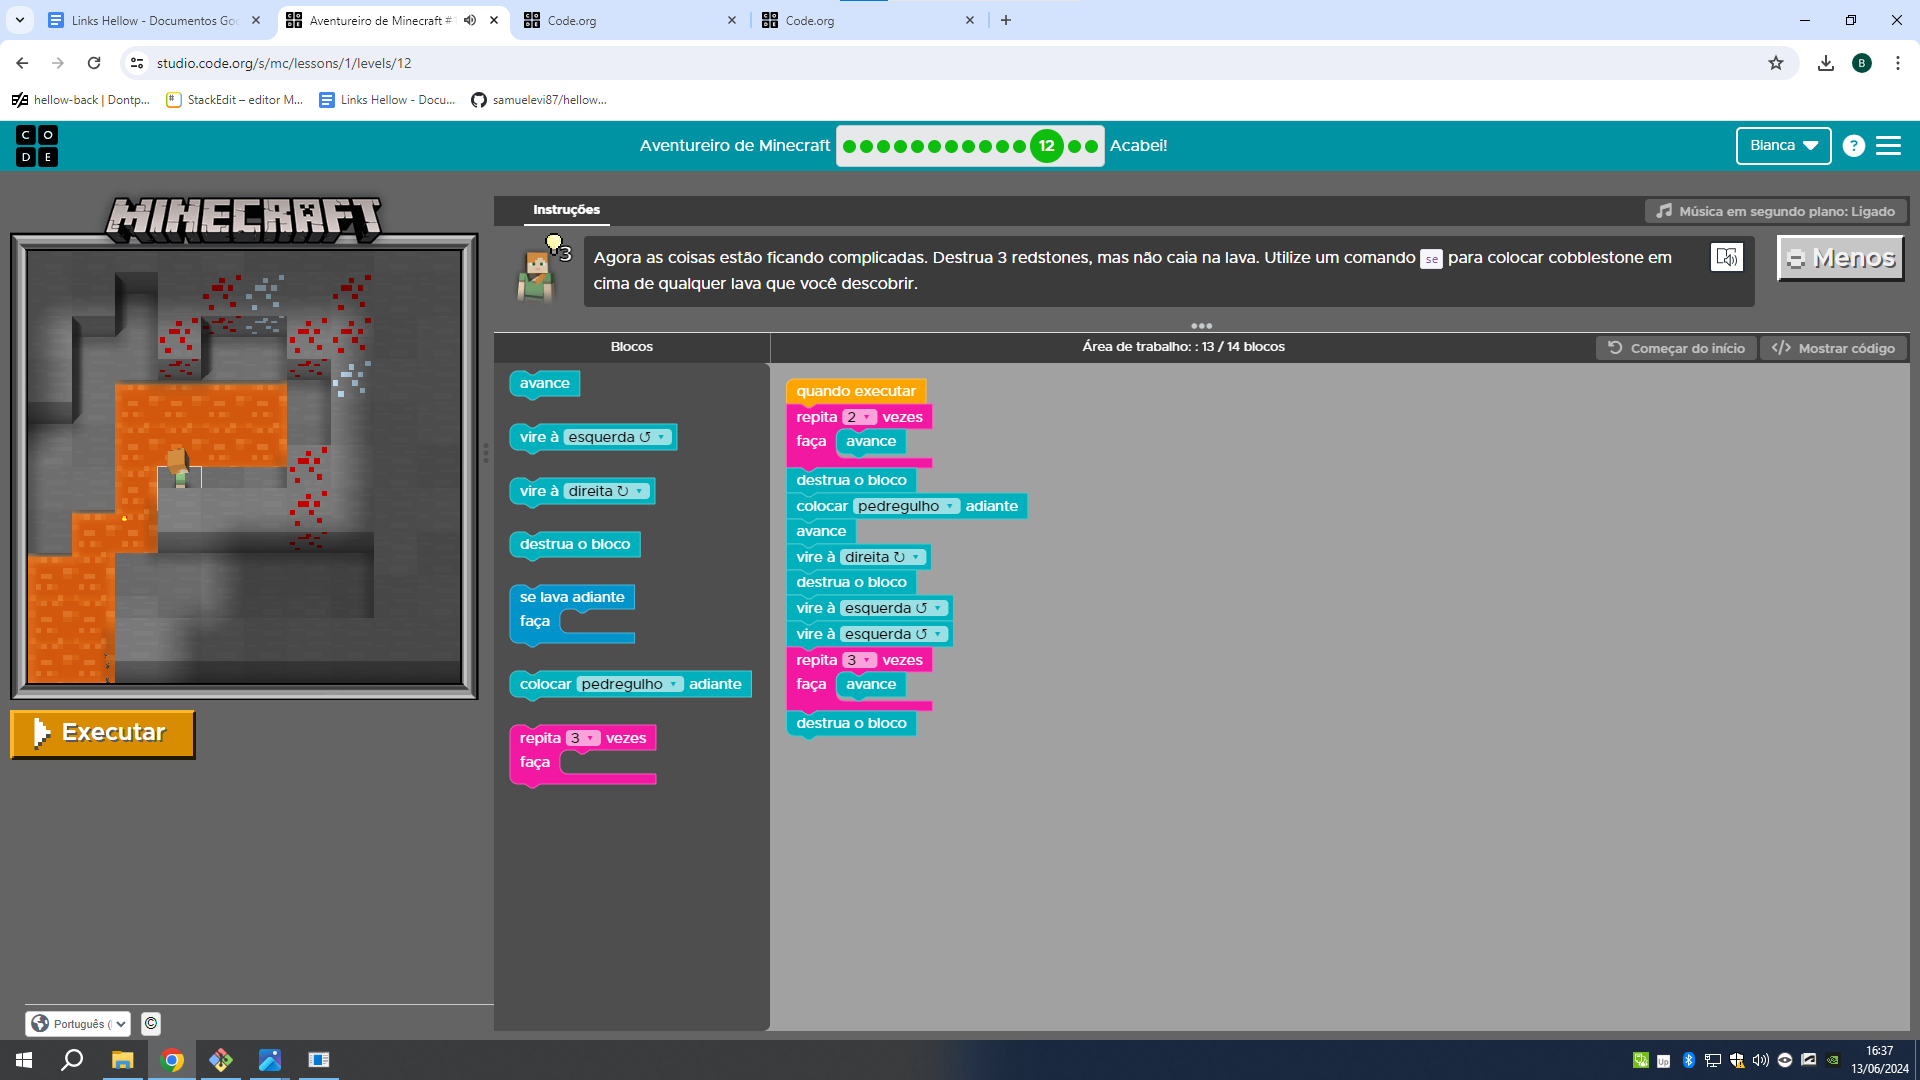 Links Hellow - Documentos Goo
Aventureiro de Minecraft #
Code.org
Code.org
studio.code.org/s/mc/lessons/1/levels/12
B
hellow-back | Dontp...
StackEdit – editor M...
Links Hellow - Docu...
samuelevi87/hellow...
CODE
Aventureiro de Minecraft
12
Acabei!
Bianca
?
MINECRAFT
Instruções
Música em segundo plano: Ligado
3
Agora as coisas estão ficando complicadas. Destrua 3 redstones, mas não caia na lava. Utilize um comando se para colocar cobblestone em
cima de qualquer lava que você descobrir.
Menos
Blocos
Área de trabalho: : 13 / 14 blocos
Começar do início
Mostrar código
avance
vire à esquerda ↺
vire à direita ↻
destrua o bloco
se lava adiante
faça
colocar pedregulho adiante
repita 3 vezes
faça
quando executar
repita 2 vezes
faça avance
destrua o bloco
colocar pedregulho adiante
avance
vire à direita ↻
destrua o bloco
vire à esquerda ↺
vire à esquerda ↺
repita 3 vezes
faça avance
destrua o bloco
Executar
Português (
©
Up
16:37
13/06/2024